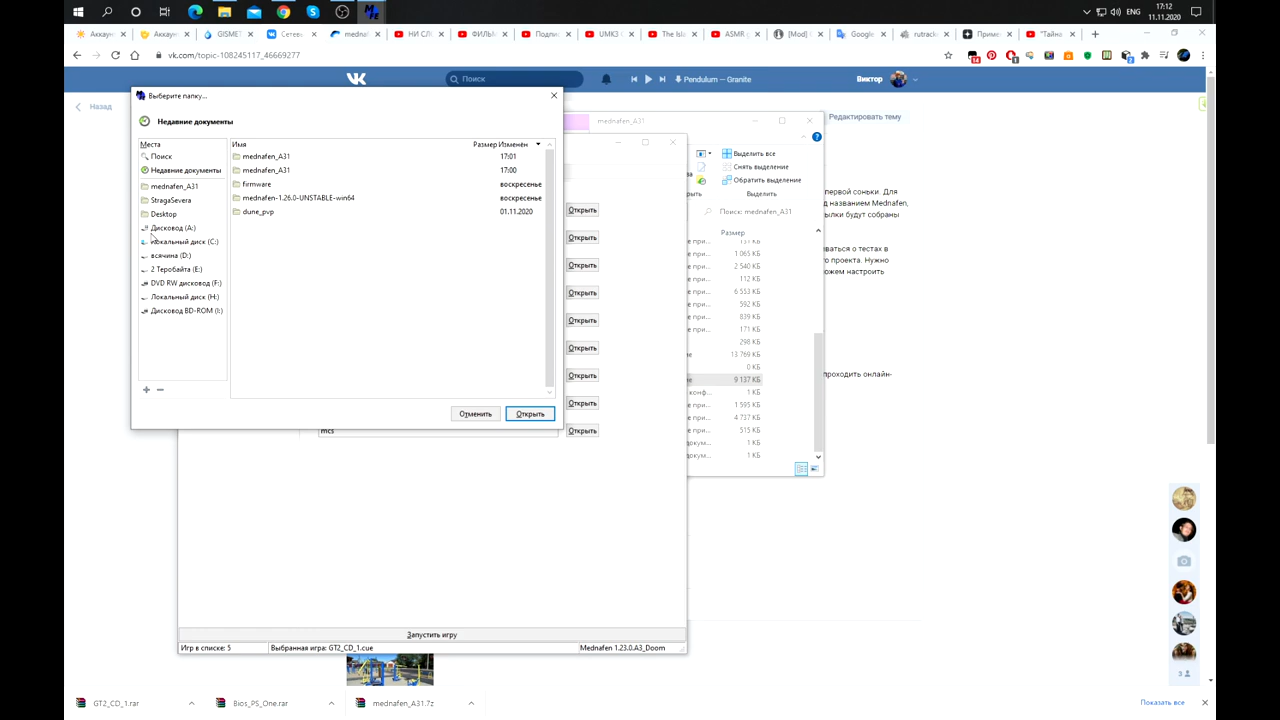 17:12
ENG
11.11.2020
Аккаун
Аккаун
GISMET
Сетев
mednaf
НИ СЛ
ФИЛЬМ
Подпи
UMK3
The Isla
ASMR g
[Mod] W
Google
rutrack
Приме
"Тайна
vk.com/topic-108245117_46669277
Поиск
Pendulum — Granite
Виктор
Назад
Выберите папку...
Недавние документы
mednafen_A31
Редактировать тему
Места
Имя
Размер Изменён
Поиск
mednafen_A31 17:01
Недавние документы
mednafen_A31 17:00
mednafen_A31
firmware воскресенье
StragaSevera
mednafen-1.26.0-UNSTABLE-win64 воскресенье
Desktop
dune_pvp 01.11.2020
Дисковод (A:)
окальный диск (C:)
всячина (D:)
2 Теробайта (E:)
DVD RW дисковод (F:)
Локальный диск (H:)
Дисковод BD-ROM (I:)
Отменить
Открыть
Выделить все
Снять выделение
Обратить выделение
Выделить
Поиск: mednafen_A31
Размер
1 065 КБ
2 540 КБ
112 КБ
6 553 КБ
592 КБ
839 КБ
171 КБ
298 КБ
13 769 КБ
0 КБ
9 137 КБ
1 КБ
1 595 КБ
4 737 КБ
515 КБ
1 КБ
1 КБ
Открыть
Открыть
Открыть
Открыть
Открыть
Открыть
Открыть
Открыть
Открыть
mcs
первой соньки. Для
д названием Mednafen,
ылки будут собраны
ваться о тестах в
го проекта. Нужно
ожем настроить
проходить онлайн-
Запустить игру
Игр в списке: 5
Выбранная игра: GT2_CD_1.cue
Mednafen 1.23.0.A3_Doom
3
GT2_CD_1.rar
Bios_PS_One.rar
mednafen_A31.7z
Показать все